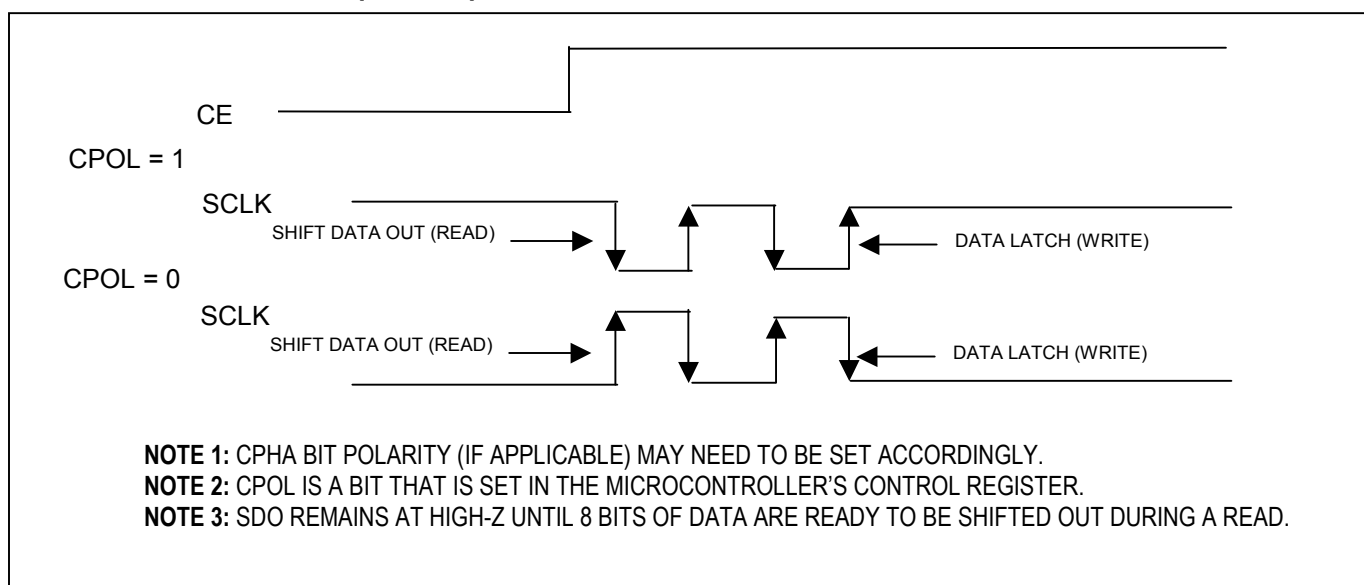 CE
CPOL = 1
SCLK
SHIFT DATA OUT (READ)
DATA LATCH (WRITE)
CPOL = 0
SCLK
SHIFT DATA OUT (READ)
DATA LATCH (WRITE)
NOTE 1: CPHA BIT POLARITY (IF APPLICABLE) MAY NEED TO BE SET ACCORDINGLY.
NOTE 2: CPOL IS A BIT THAT IS SET IN THE MICROCONTROLLER'S CONTROL REGISTER.
NOTE 3: SDO REMAINS AT HIGH-Z UNTIL 8 BITS OF DATA ARE READY TO BE SHIFTED OUT DURING A READ.